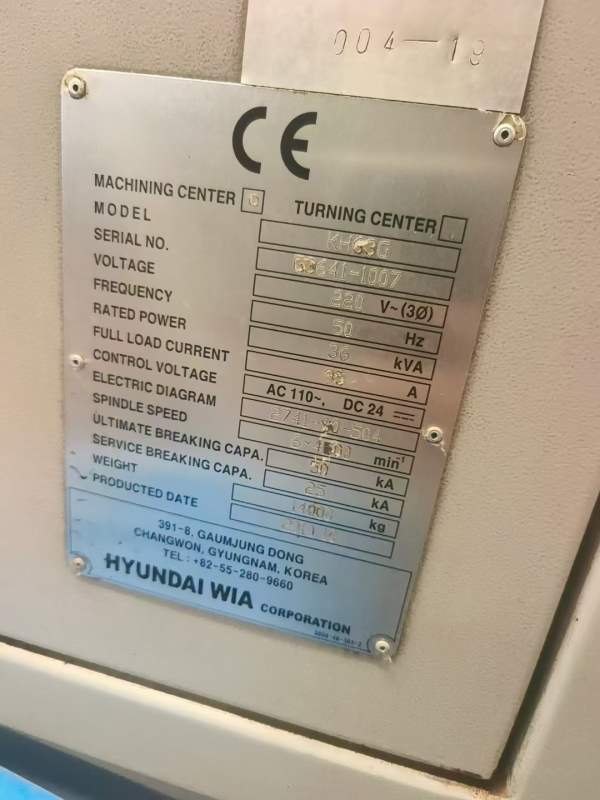 004-18
CE
MACHINING CENTER TURNING CENTER
MODEL
SERIAL NO. -1007
VOLTAGE 220 V~(3Ø)
FREQUENCY 50 Hz
RATED POWER 36 kVA
FULL LOAD CURRENT A
CONTROL VOLTAGE AC 110~, DC 24
ELECTRIC DIAGRAM
SPINDLE SPEED min⁻¹
ULTIMATE BREAKING CAPA. kA
SERVICE BREAKING CAPA. 25 kA
WEIGHT kg
PRODUCTED DATE
391-8, GAUMJUNG DONG
CHANGWON, GYUNGNAM, KOREA
TEL : +82-55-280-9660
HYUNDAI WIA CORPORATION